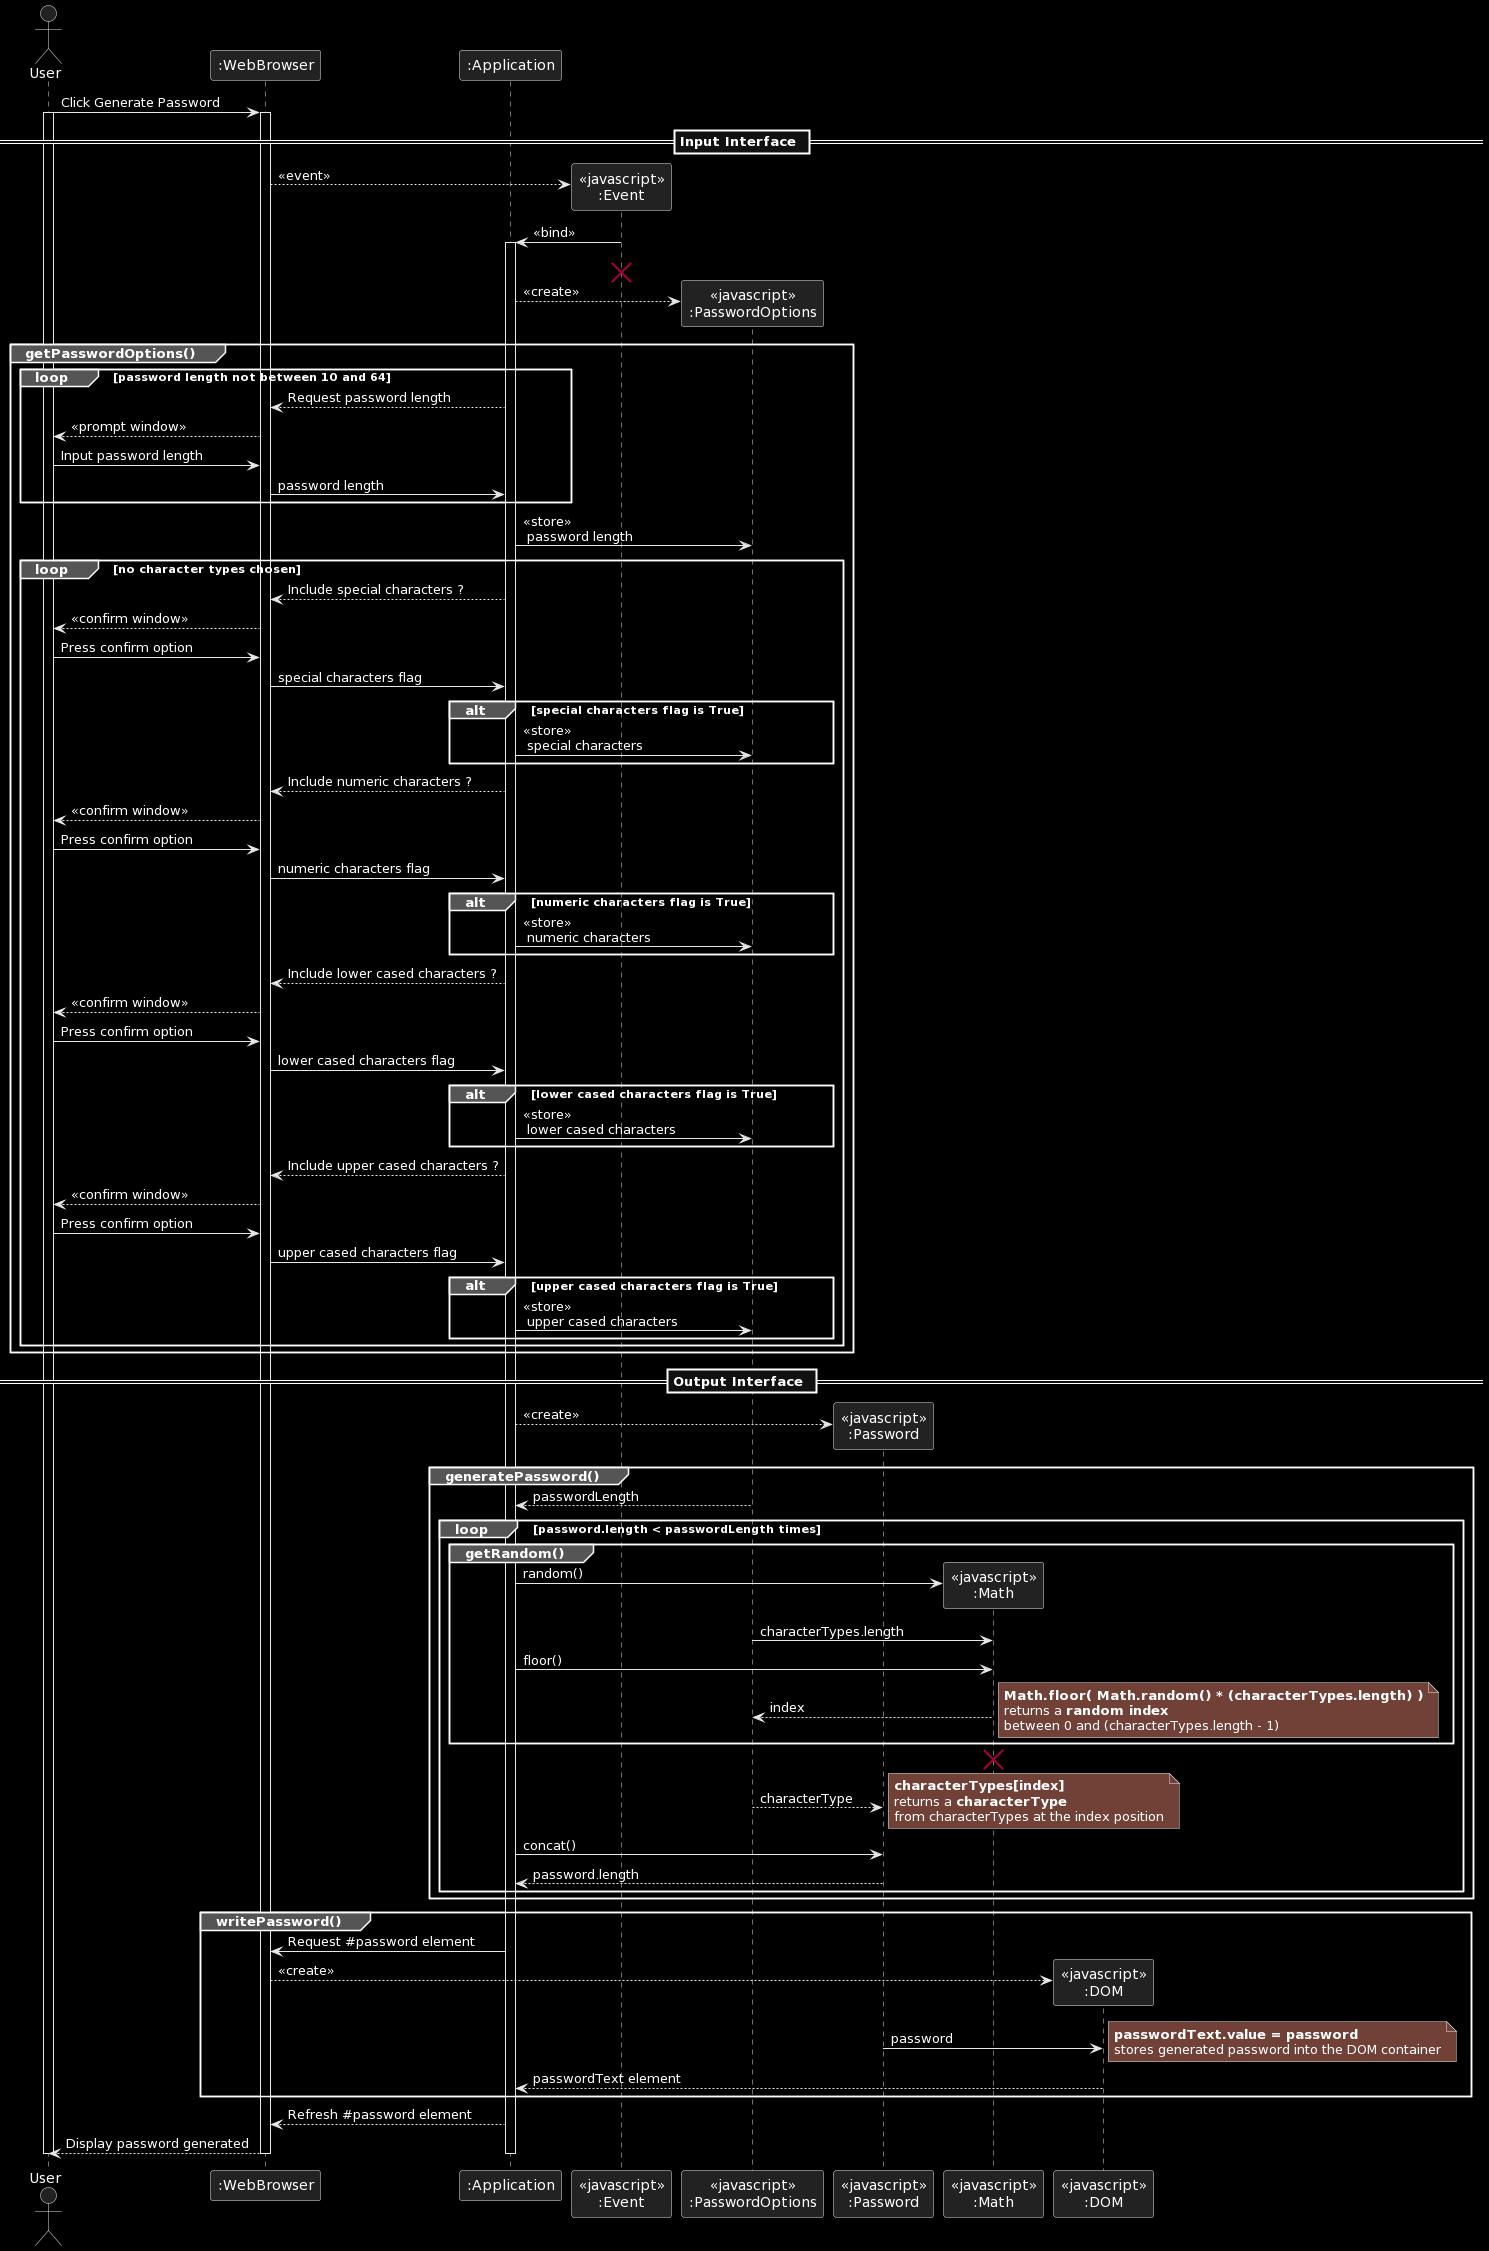 User
:WebBrowser
:Application
Click Generate Password
Input Interface
«event»
«javascript»
:Event
«bind»
«create»
«javascript»
:PasswordOptions
getPasswordOptions()
loop
[password length not between 10 and 64]
Request password length
«prompt window»
Input password length
password length
«store»
password length
loop
[no character types chosen]
Include special characters ?
«confirm window»
Press confirm option
special characters flag
alt
[special characters flag is True]
«store»
special characters
Include numeric characters ?
«confirm window»
Press confirm option
numeric characters flag
alt
[numeric characters flag is True]
«store»
numeric characters
Include lower cased characters ?
«confirm window»
Press confirm option
lower cased characters flag
alt
[lower cased characters flag is True]
«store»
lower cased characters
Include upper cased characters ?
«confirm window»
Press confirm option
upper cased characters flag
alt
[upper cased characters flag is True]
«store»
upper cased characters
Output Interface
«create»
«javascript»
:Password
generatePassword()
passwordLength
loop
[password.length < passwordLength times]
getRandom()
random()
«javascript»
:Math
characterTypes.length
floor()
Math.floor( Math.random() * (characterTypes.length) )
returns a random index
between 0 and (characterTypes.length - 1)
index
characterTypes[index]
returns a characterType
from characterTypes at the index position
characterType
concat()
password.length
writePassword()
Request #password element
«create»
«javascript»
:DOM
passwordText.value = password
stores generated password into the DOM container
password
passwordText element
Refresh #password element
Display password generated
User
:WebBrowser
:Application
«javascript»
:Event
«javascript»
:PasswordOptions
«javascript»
:Password
«javascript»
:Math
«javascript»
:DOM